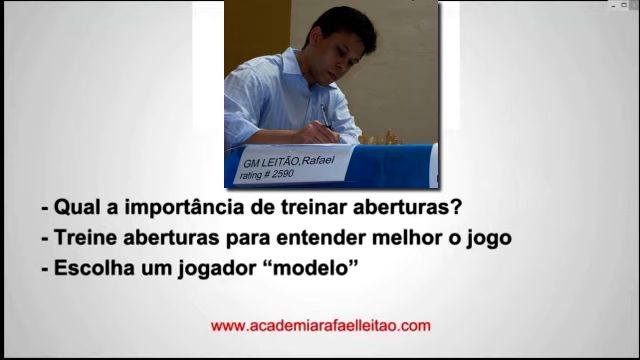 GM LEITÃO,Rafael
rating # 2590
- Qual a importância de treinar aberturas?
- Treine aberturas para entender melhor o jogo
- Escolha um jogador “modelo”
www.academiarafaelleitao.com